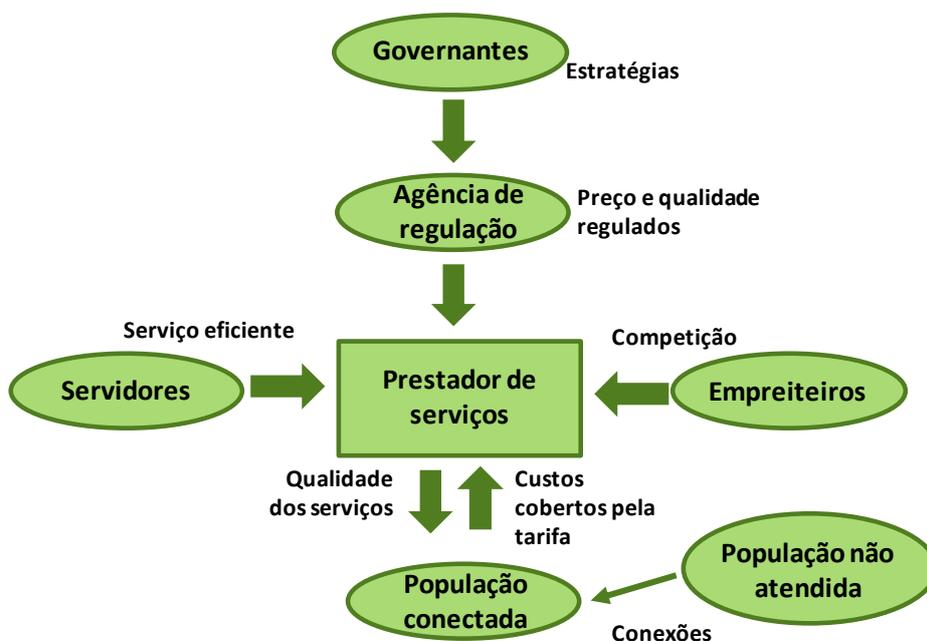 Governantes
Estratégias
Agência de
regulação
Preço e qualidade
regulados
Serviço eficiente
Competição
Servidores
Prestador de
serviços
Empreiteiros
Qualidade
dos serviços
Custos
cobertos pela
tarifa
População não
atendida
População
conectada
Conexões